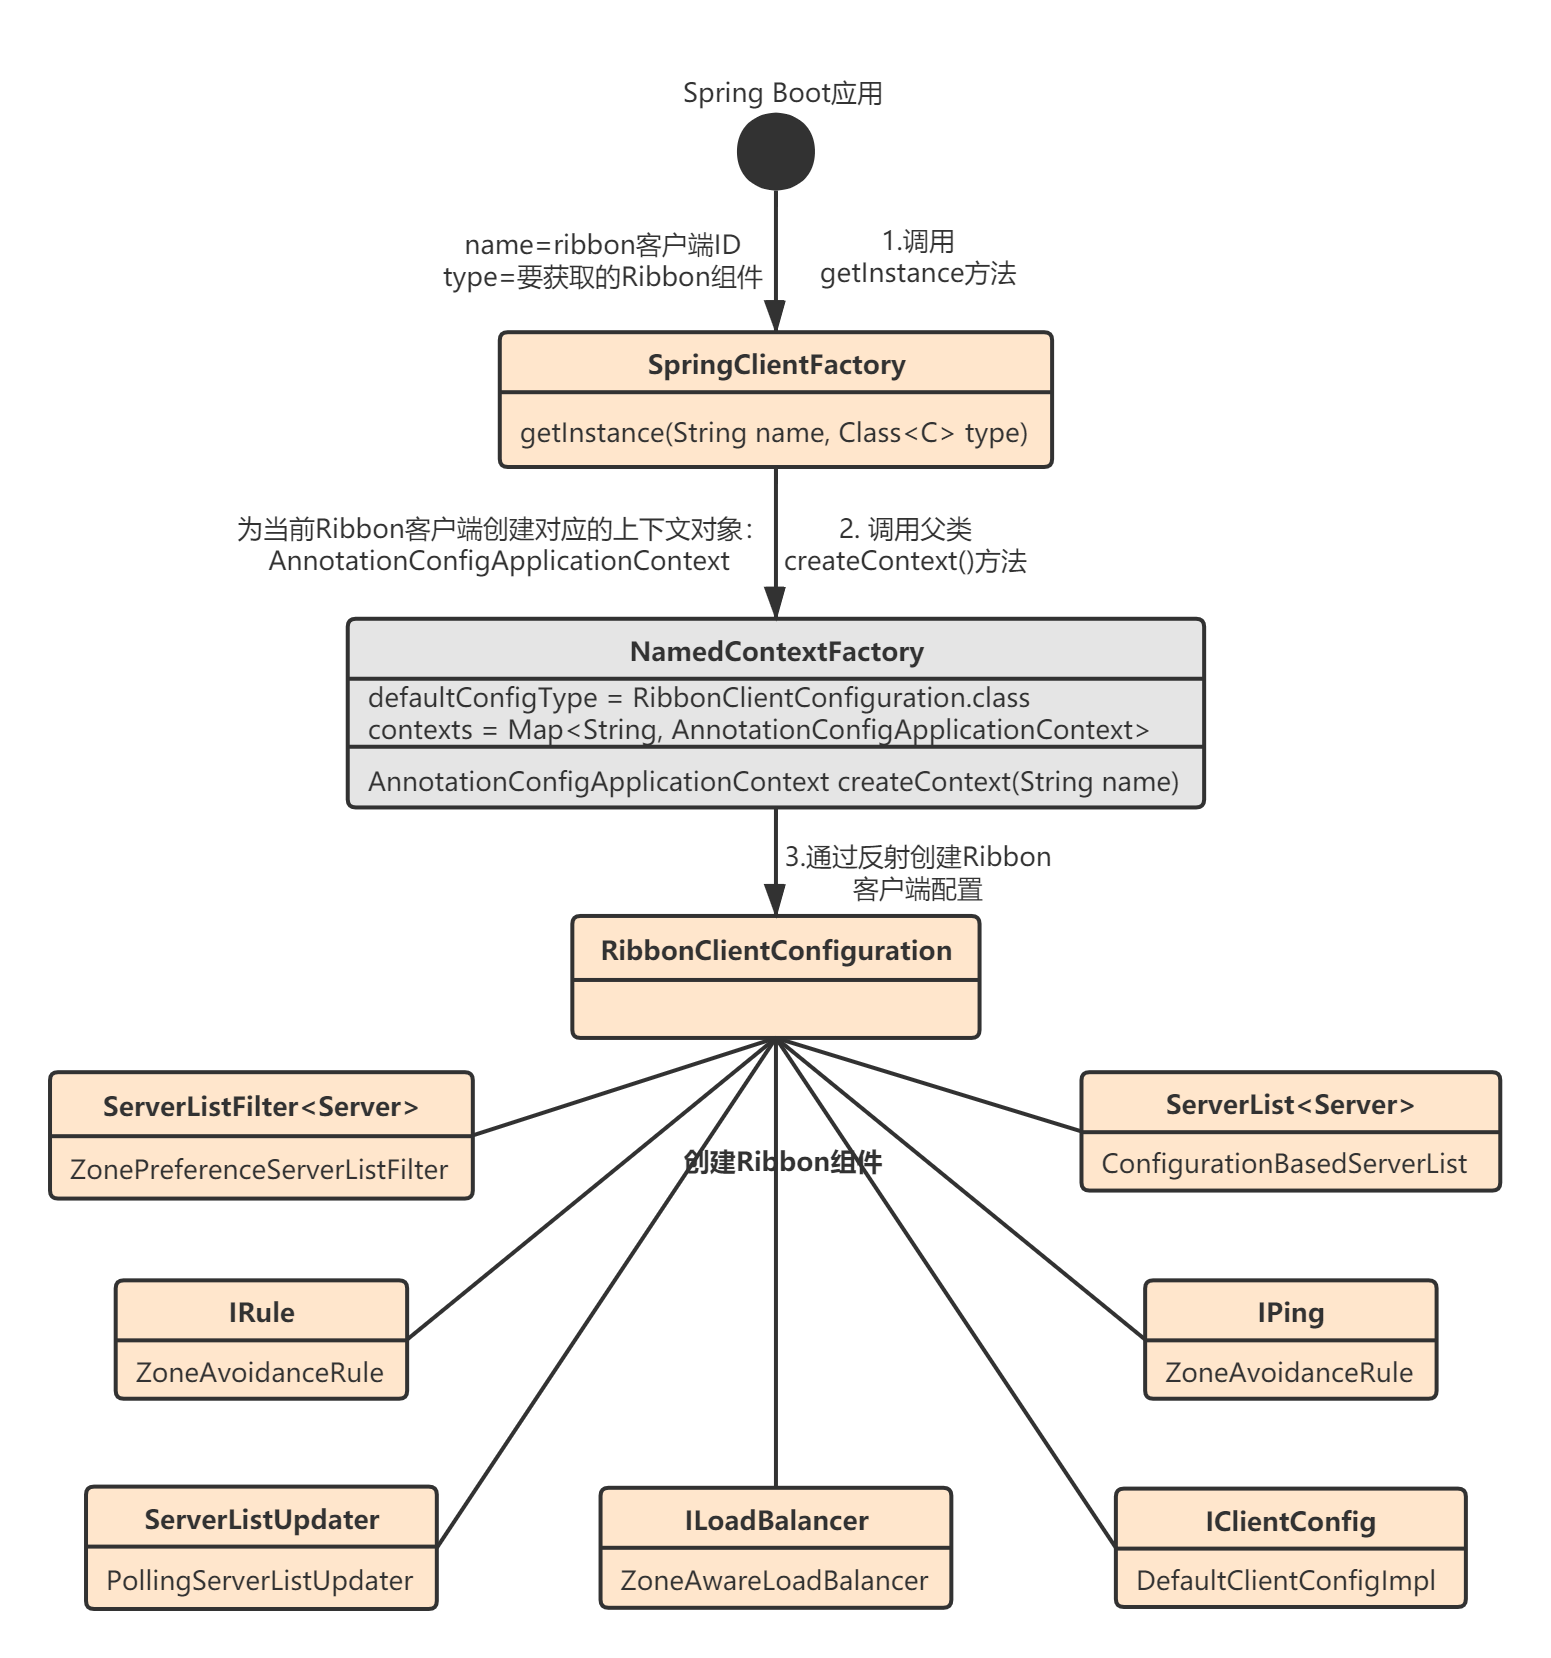 Spring Boot应用
name=ribbon客户端ID
type=要获取的Ribbon组件
1.调用
getInstance方法
SpringClientFactory
getInstance(String name, Class<C> type)
为当前Ribbon客户端创建对应的上下文对象：
AnnotationConfigApplicationContext
2. 调用父类
createContext()方法
NamedContextFactory
defaultConfigType = RibbonClientConfiguration.class
contexts = Map<String, AnnotationConfigApplicationContext>
AnnotationConfigApplicationContext createContext(String name)
3.通过反射创建Ribbon
客户端配置
RibbonClientConfiguration
ServerListFilter<Server>
ZonePreferenceServerListFilter
创建Ribbon组件
ServerList<Server>
ConfigurationBasedServerList
IRule
ZoneAvoidanceRule
IPing
ZoneAvoidanceRule
ServerListUpdater
PollingServerListUpdater
ILoadBalancer
ZoneAwareLoadBalancer
IClientConfig
DefaultClientConfigImpl